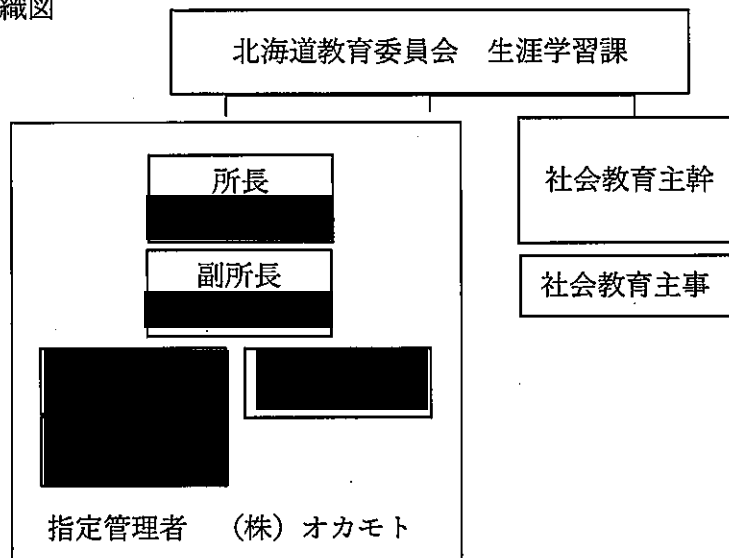 織図
北海道教育委員会　生涯学習課
所長
副所長
社会教育主幹
社会教育主事
指定管理者　（株）オカモト